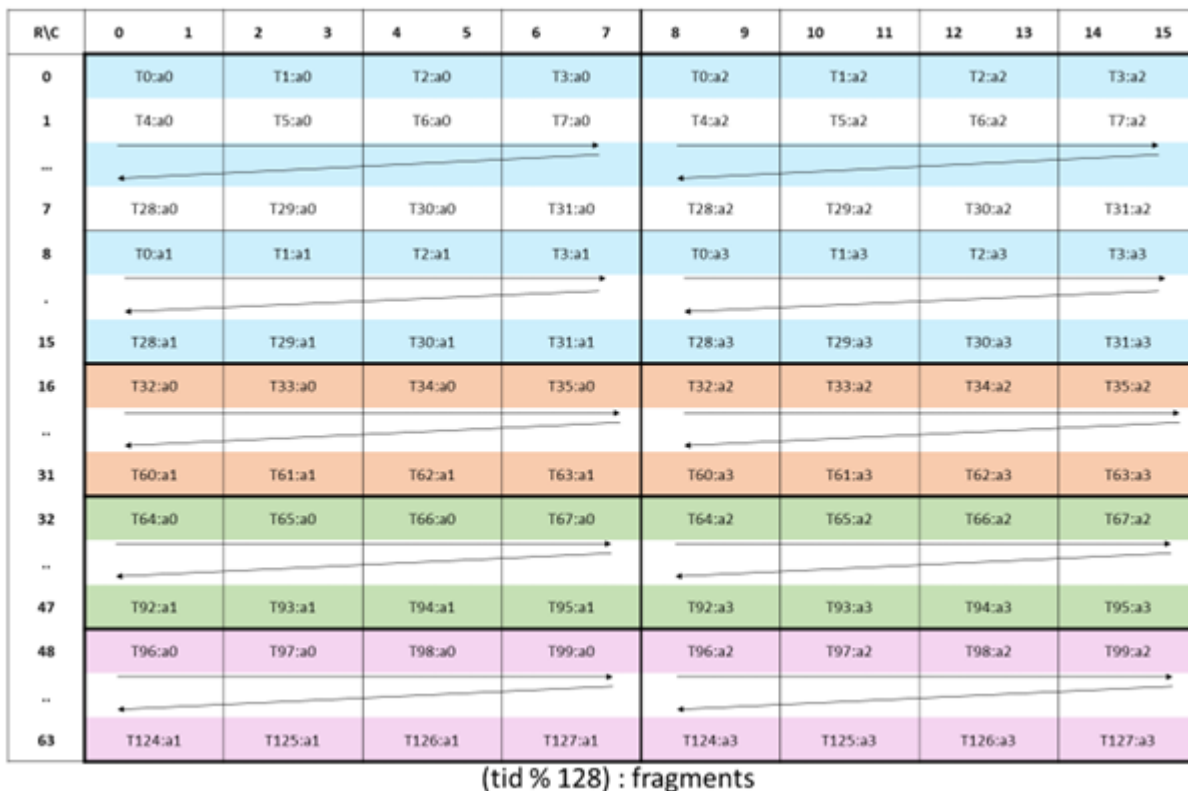 R\C 0 1 2 3 4 5 6 7 8 9 10 11 12 13 14 15
0 T0:a0 T1:a0 T2:a0 T3:a0 T0:a2 T1:a2 T2:a2 T3:a2
1 T4:a0 T5:a0 T6:a0 T7:a0 T4:a2 T5:a2 T6:a2 T7:a2
...
7 T28:a0 T29:a0 T30:a0 T31:a0 T28:a2 T29:a2 T30:a2 T31:a2
8 T0:a1 T1:a1 T2:a1 T3:a1 T0:a3 T1:a3 T2:a3 T3:a3
.
15 T28:a1 T29:a1 T30:a1 T31:a1 T28:a3 T29:a3 T30:a3 T31:a3
16 T32:a0 T33:a0 T34:a0 T35:a0 T32:a2 T33:a2 T34:a2 T35:a2
..
31 T60:a1 T61:a1 T62:a1 T63:a1 T60:a3 T61:a3 T62:a3 T63:a3
32 T64:a0 T65:a0 T66:a0 T67:a0 T64:a2 T65:a2 T66:a2 T67:a2
..
47 T92:a1 T93:a1 T94:a1 T95:a1 T92:a3 T93:a3 T94:a3 T95:a3
48 T96:a0 T97:a0 T98:a0 T99:a0 T96:a2 T97:a2 T98:a2 T99:a2
..
63 T124:a1 T125:a1 T126:a1 T127:a1 T124:a3 T125:a3 T126:a3 T127:a3
(tid % 128) : fragments